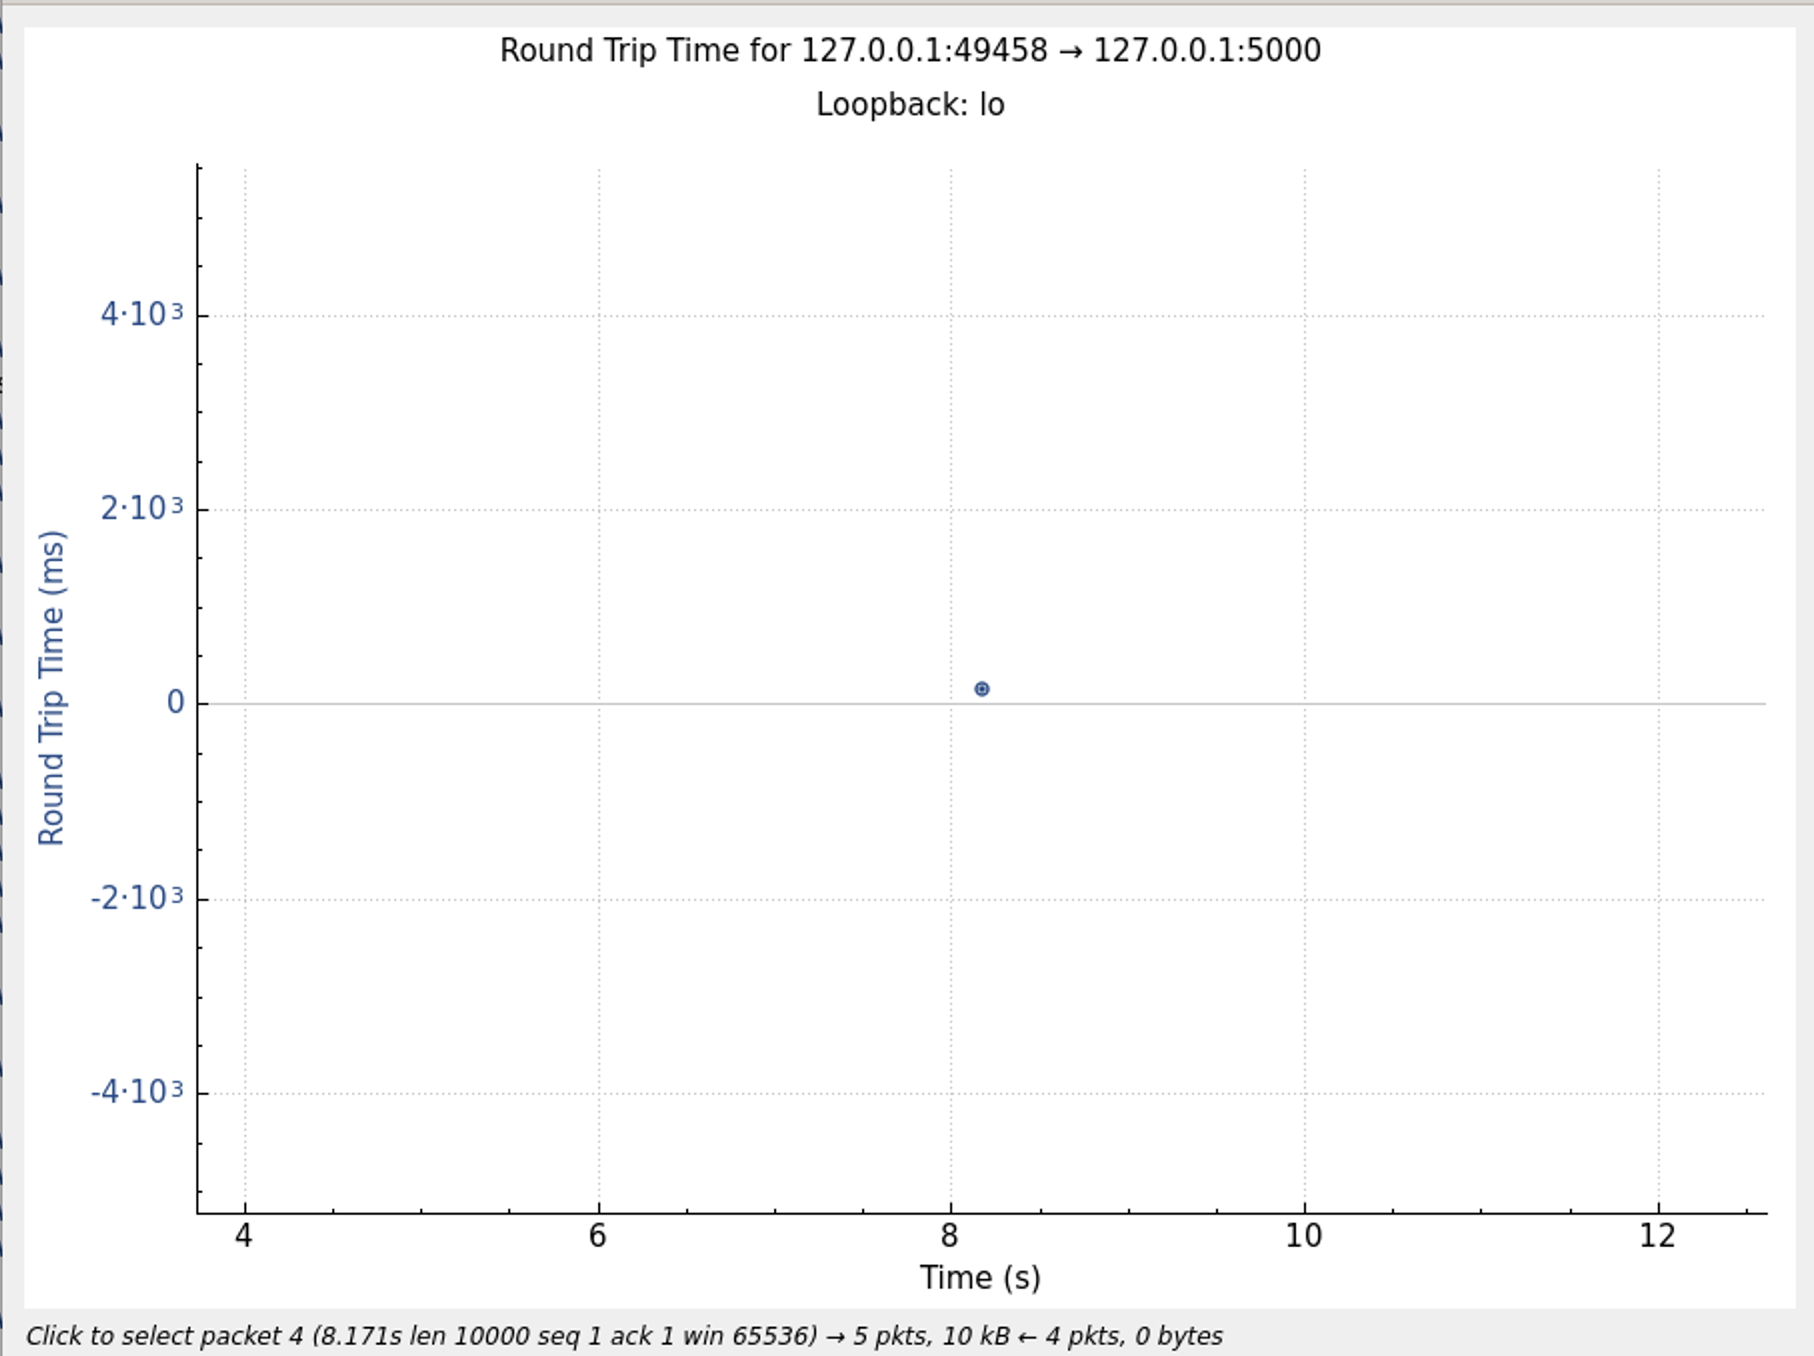 Round Trip Time for 127.0.0.1:49458 → 127.0.0.1:5000
Loopback: lo
4·10³
2·10³
0
-2·10³
-4·10³
Round Trip Time (ms)
4 6 8 10 12
Time (s)
Click to select packet 4 (8.171s len 10000 seq 1 ack 1 win 65536) → 5 pkts, 10 kB ← 4 pkts, 0 bytes